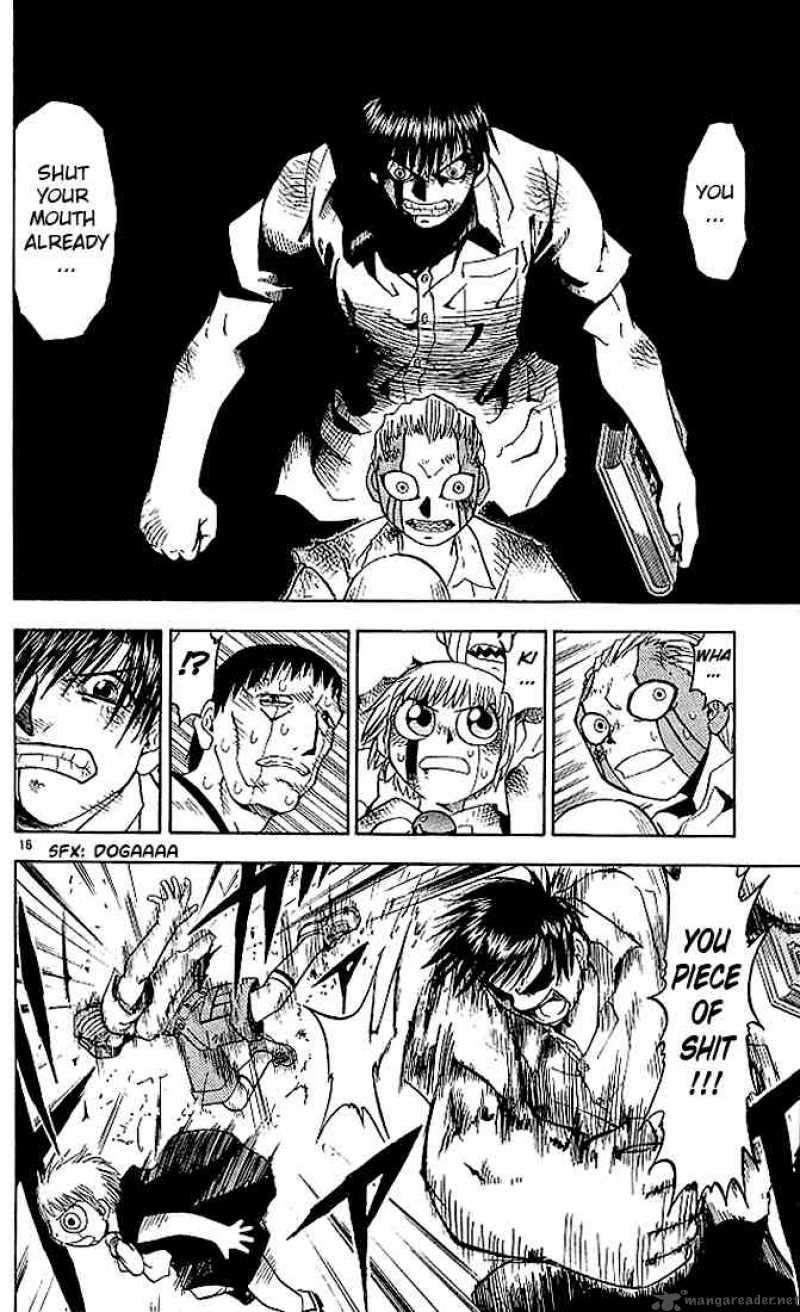 YOU
...
SHUT
YOUR
MOUTH
ALREADY
...
WHA
...
KI
...
!?
16
SFX: DOGAAAA
YOU
PIECE
OF
SHIT
!!!
mangareader.net